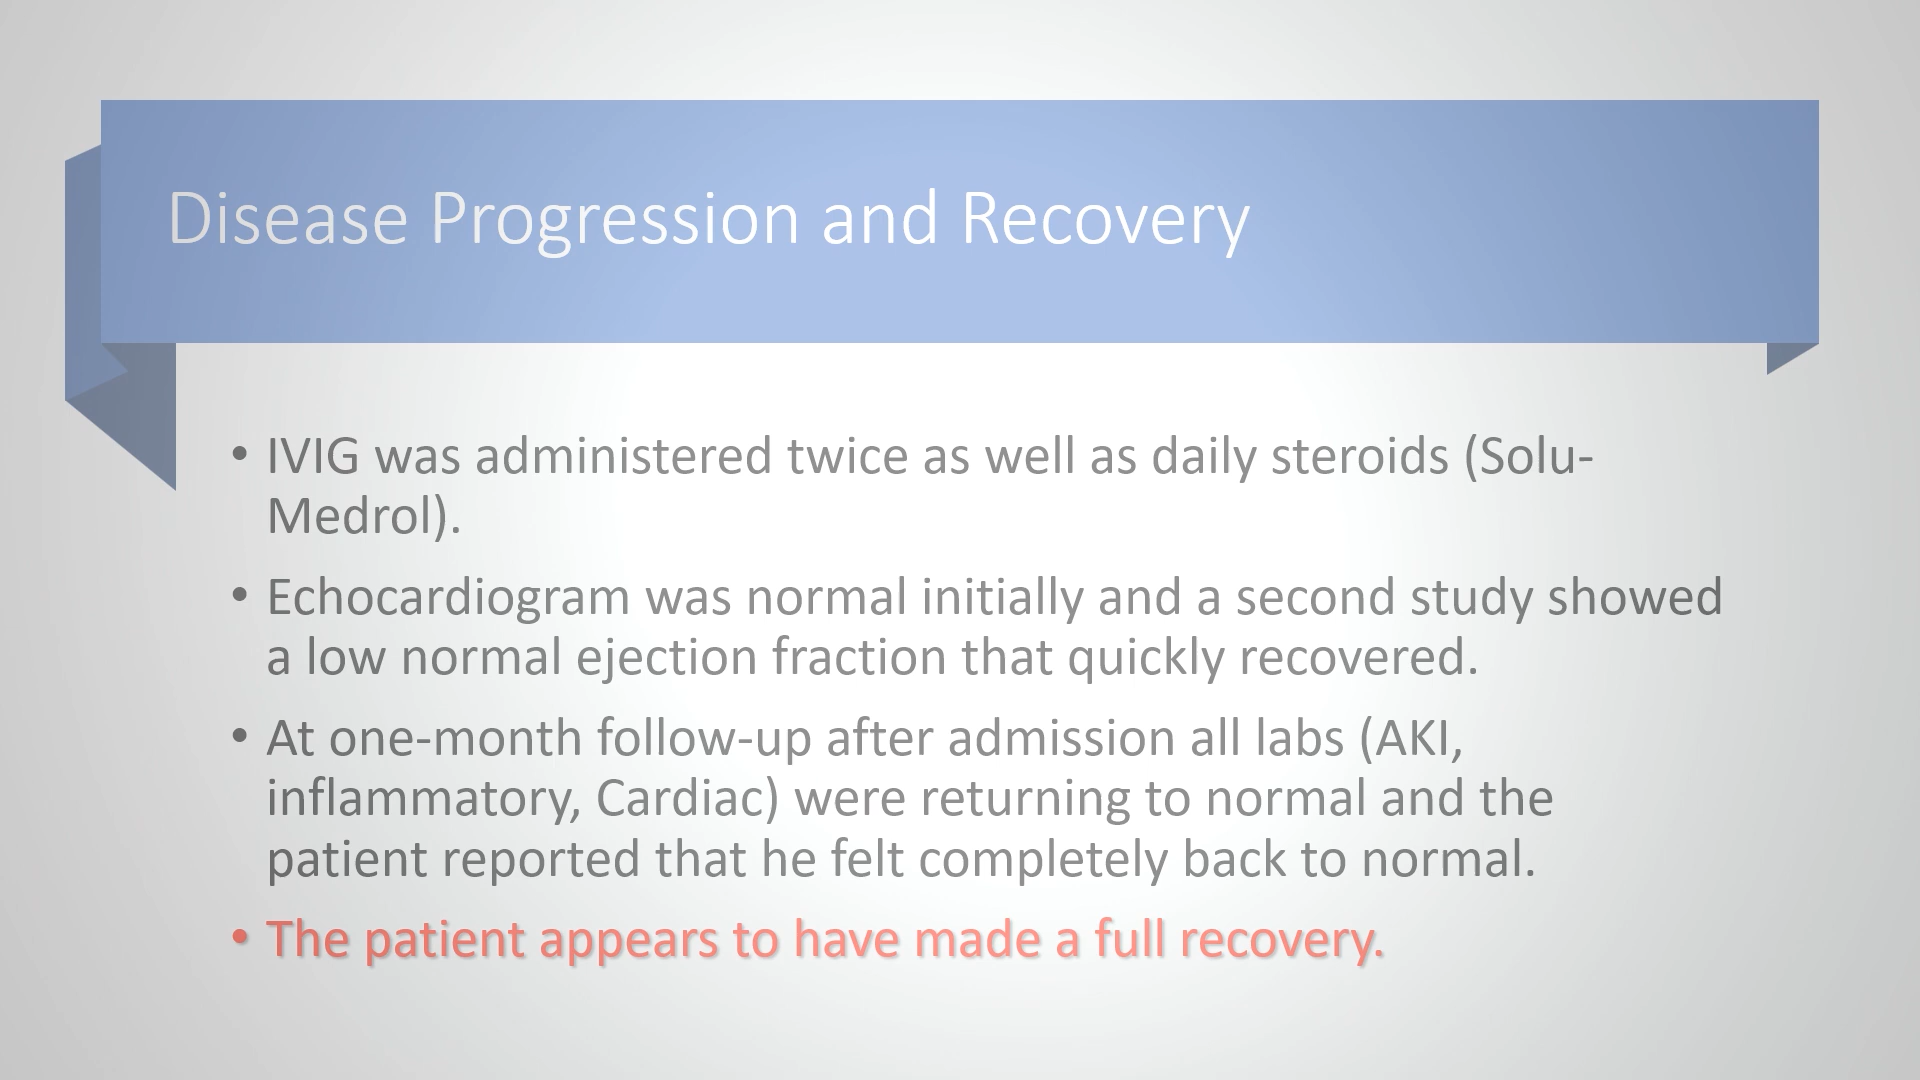 Disease Progression and Recovery
• IVIG was administered twice as well as daily steroids (Solu-
Medrol).
• Echocardiogram was normal initially and a second study showed
a low normal ejection fraction that quickly recovered.
• At one-month follow-up after admission all labs (AKI,
inflammatory, Cardiac) were returning to normal and the
patient reported that he felt completely back to normal.
• The patient appears to have made a full recovery.